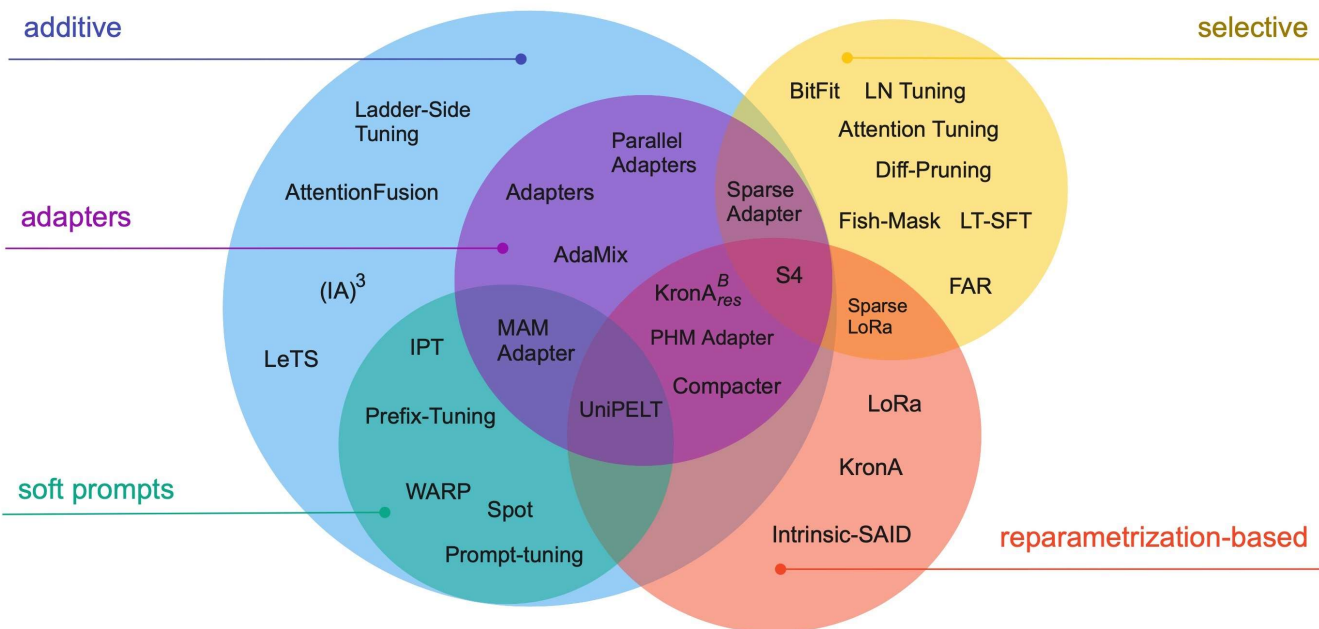 additive
selective
BitFit LN Tuning
Ladder-Side
Tuning
Attention Tuning
Parallel
Adapters
Diff-Pruning
AttentionFusion
Adapters
Sparse
Adapter
adapters
Fish-Mask LT-SFT
AdaMix
S4
FAR
(IA)³
KronA^B_res
Sparse
LoRa
MAM
Adapter
PHM Adapter
IPT
LeTS
Compacter
UniPELT
LoRa
Prefix-Tuning
KronA
soft prompts
WARP
Spot
Intrinsic-SAID
reparametrization-based
Prompt-tuning